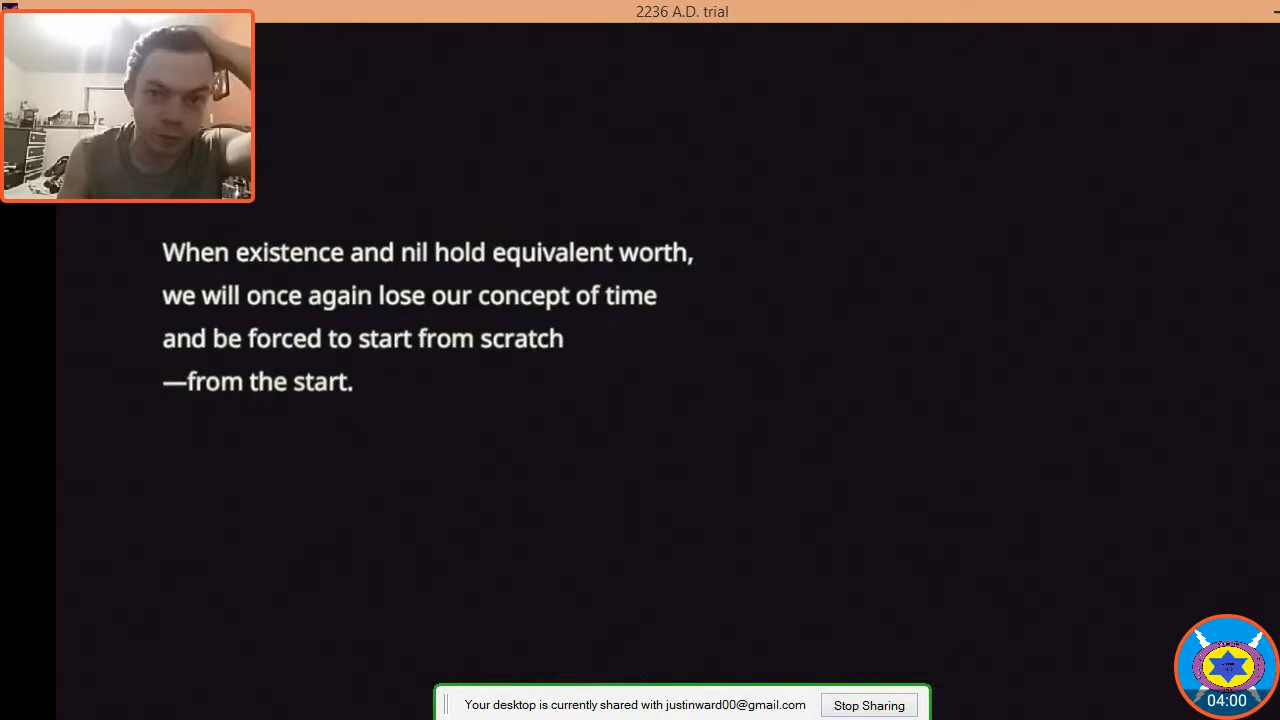 2236 A.D. trial
When existence and nil hold equivalent worth,
we will once again lose our concept of time
and be forced to start from scratch
—from the start.
Your desktop is currently shared with justinward00@gmail.com
Stop Sharing
04:00